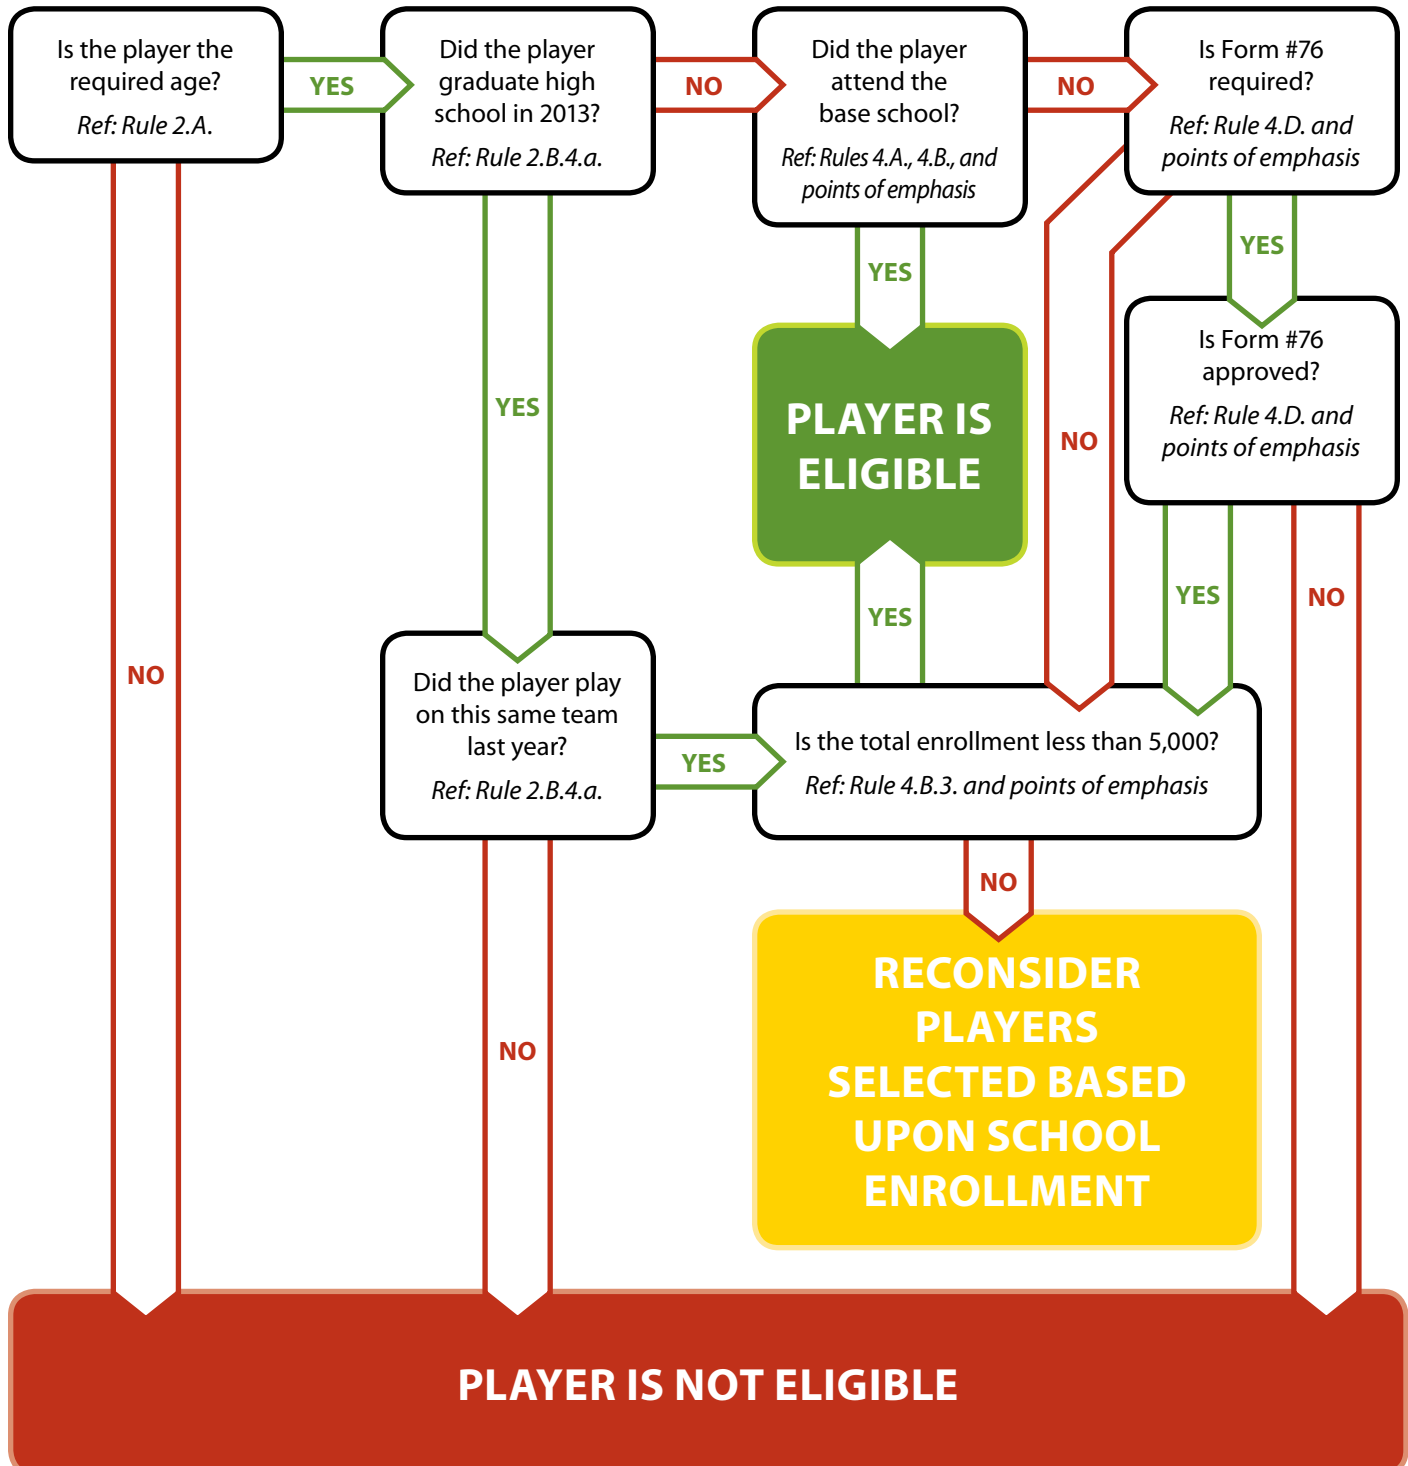 Is the player the
required age?
Ref: Rule 2.A.
YES
Did the player
graduate high
school in 2013?
Ref: Rule 2.B.4.a.
NO
Did the player
attend the
base school?
Ref: Rules 4.A., 4.B., and
points of emphasis
NO
Is Form #76
required?
Ref: Rule 4.D. and
points of emphasis
YES
YES
Is Form #76
approved?
Ref: Rule 4.D. and
points of emphasis
YES
PLAYER IS
ELIGIBLE
NO
YES
NO
YES
NO
Did the player play
on this same team
last year?
Ref: Rule 2.B.4.a.
YES
Is the total enrollment less than 5,000?
Ref: Rule 4.B.3. and points of emphasis
NO
NO
RECONSIDER
PLAYERS
SELECTED BASED
UPON SCHOOL
ENROLLMENT
PLAYER IS NOT ELIGIBLE